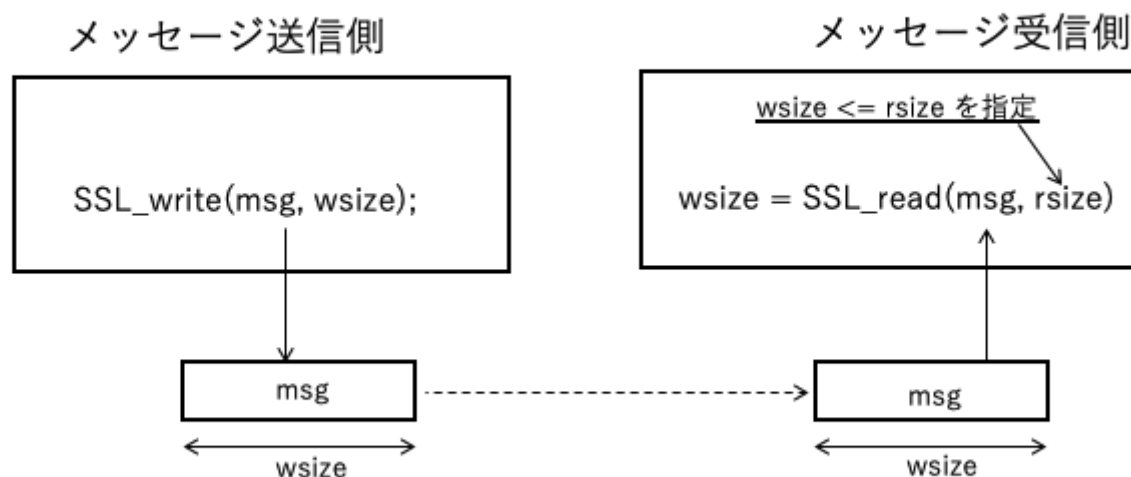 メッセージ送信側
メッセージ受信側
wsize <= rsize を指定
SSL_write(msg, wsize);
wsize = SSL_read(msg, rsize)
msg
msg
wsize
wsize